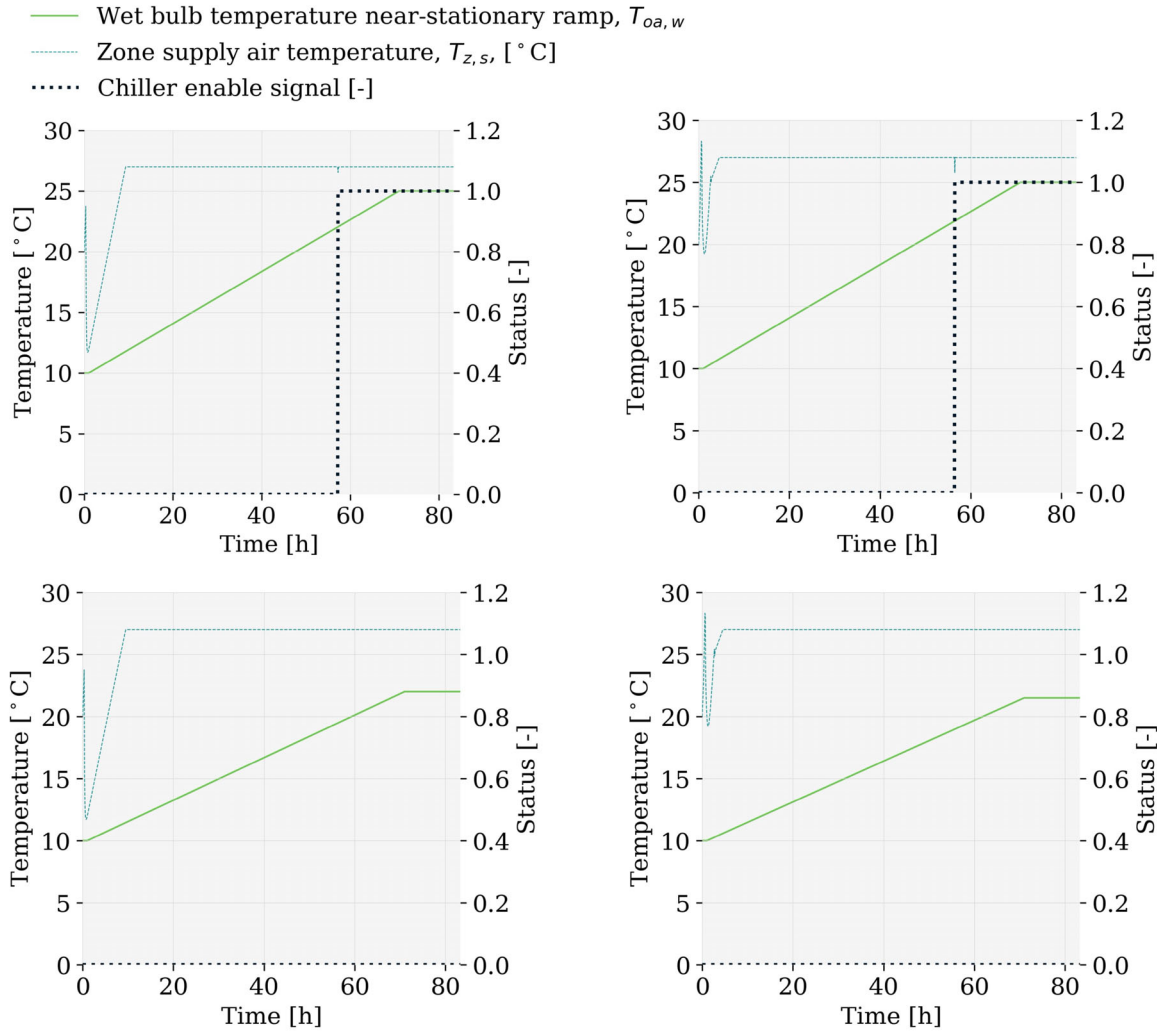 Wet bulb temperature near-stationary ramp, T_{oa, w}
Zone supply air temperature, T_{z, s}, [°C]
Chiller enable signal [-]
30
25
20
15
10
5
0
Temperature [°C]
0 20 40 60 80
Time [h]
1.2
1.0
0.8
0.6
0.4
0.2
0.0
Status [-]
30
25
20
15
10
5
0
Temperature [°C]
0 20 40 60 80
Time [h]
1.2
1.0
0.8
0.6
0.4
0.2
0.0
Status [-]
30
25
20
15
10
5
0
Temperature [°C]
0 20 40 60 80
Time [h]
1.2
1.0
0.8
0.6
0.4
0.2
0.0
Status [-]
30
25
20
15
10
5
0
Temperature [°C]
0 20 40 60 80
Time [h]
1.2
1.0
0.8
0.6
0.4
0.2
0.0
Status [-]